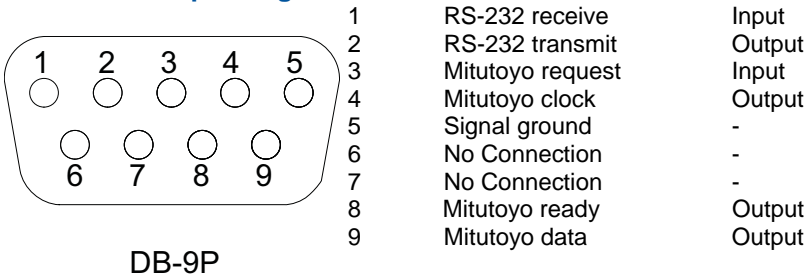 1 RS-232 receive Input
2 RS-232 transmit Output
3 Mitutoyo request Input
4 Mitutoyo clock Output
5 Signal ground -
6 No Connection -
7 No Connection -
8 Mitutoyo ready Output
9 Mitutoyo data Output
1 2 3 4 5
6 7 8 9
DB-9P